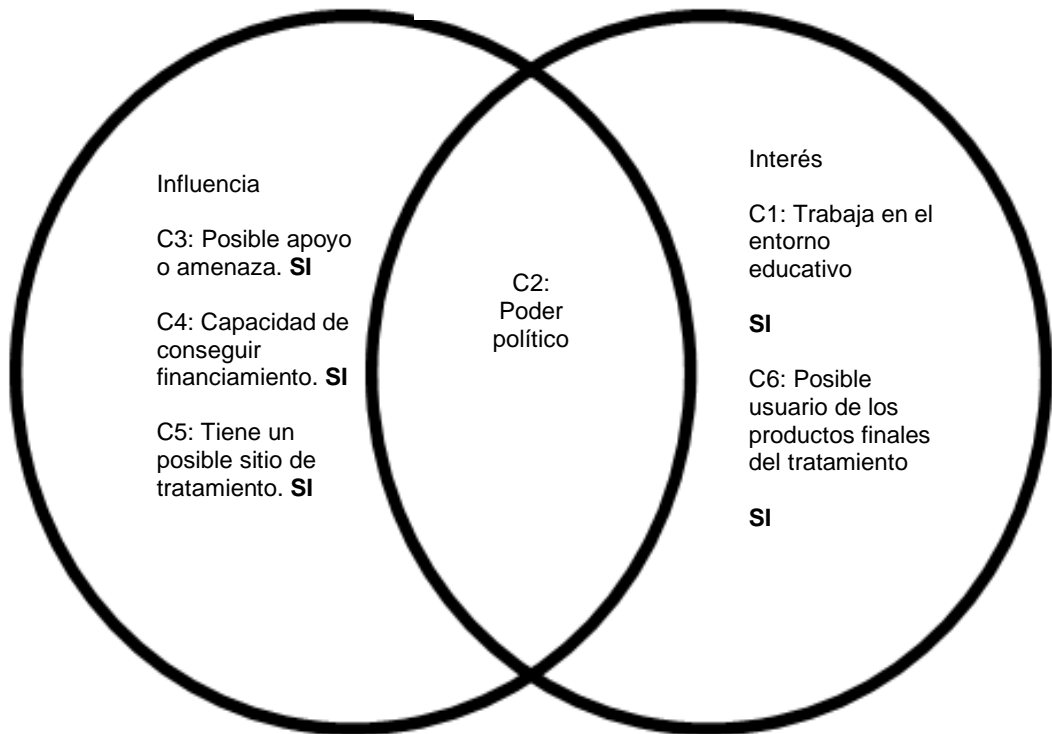 Influencia
C3: Posible apoyo
o amenaza. SI
C4: Capacidad de
conseguir
financiamiento. SI
C5: Tiene un
posible sitio de
tratamiento. SI
C2:
Poder
político
Interés
C1: Trabaja en el
entorno
educativo
SI
C6: Posible
usuario de los
productos finales
del tratamiento
SI